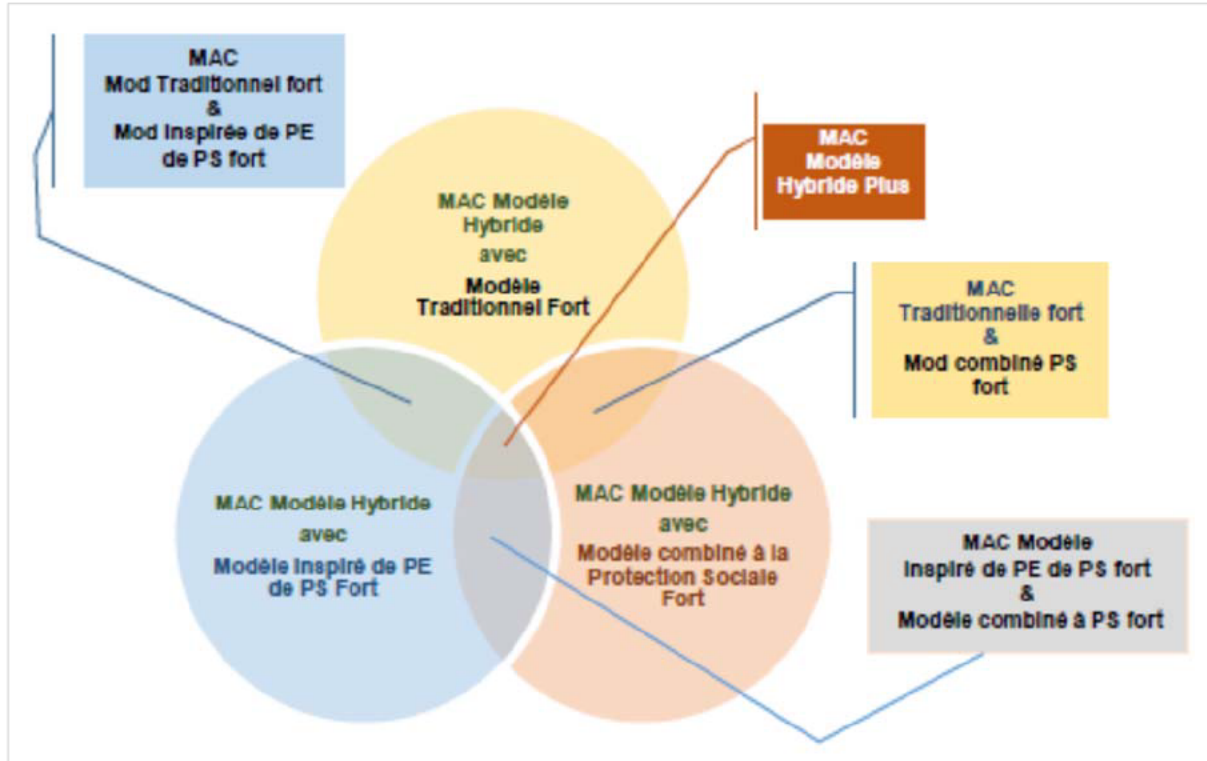 MAC
Mod Traditionnel fort
&
Mod Inspirée de PE
de PS fort
MAC
Modèle
Hybride Plus
MAC Modèle
Hybride
avec
Modèle
Traditionnel Fort
MAC
Traditionnelle fort
&
Mod combiné PS
fort
MAC Modèle Hybride
avec
Modèle Inspiré de PE
de PS Fort
MAC Modèle Hybride
avec
Modèle combiné à la
Protection Sociale
Fort
MAC Modèle
Inspiré de PE de PS fort
&
Modèle combiné à PS fort